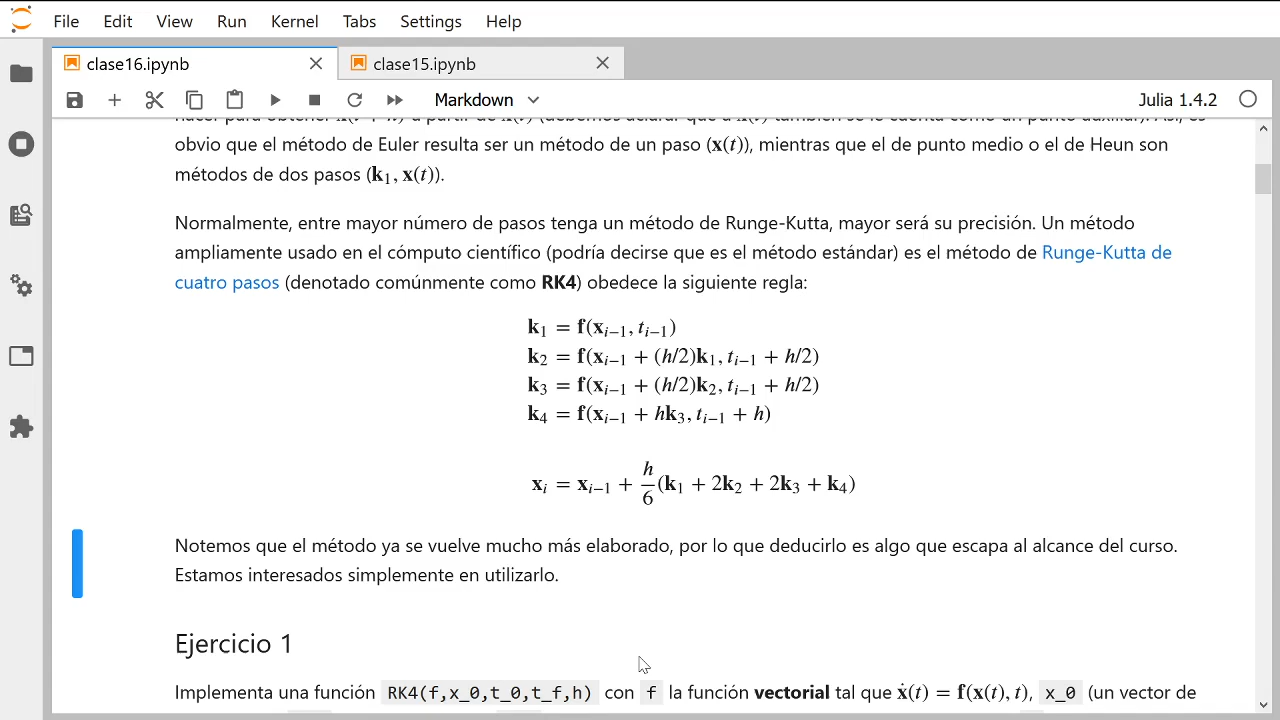 File Edit View Run Kernel Tabs Settings Help
clase16.ipynb clase15.ipynb
Markdown Julia 1.4.2
obvio que el método de Euler resulta ser un método de un paso (x(t)), mientras que el de punto medio o el de Heun son
métodos de dos pasos (k₁, x(t)).
Normalmente, entre mayor número de pasos tenga un método de Runge-Kutta, mayor será su precisión. Un método
ampliamente usado en el cómputo científico (podría decirse que es el método estándar) es el método de Runge-Kutta de
cuatro pasos (denotado comúnmente como RK4) obedece la siguiente regla:
k₁ = f(xᵢ₋₁, tᵢ₋₁)
k₂ = f(xᵢ₋₁ + (h/2)k₁, tᵢ₋₁ + h/2)
k₃ = f(xᵢ₋₁ + (h/2)k₂, tᵢ₋₁ + h/2)
k₄ = f(xᵢ₋₁ + hk₃, tᵢ₋₁ + h)
xᵢ = xᵢ₋₁ + h/6 (k₁ + 2k₂ + 2k₃ + k₄)
Notemos que el método ya se vuelve mucho más elaborado, por lo que deducirlo es algo que escapa al alcance del curso.
Estamos interesados simplemente en utilizarlo.
Ejercicio 1
Implementa una función RK4(f,x_0,t_0,t_f,h) con f la función vectorial tal que ẋ(t) = f(x(t), t), x_0 (un vector de